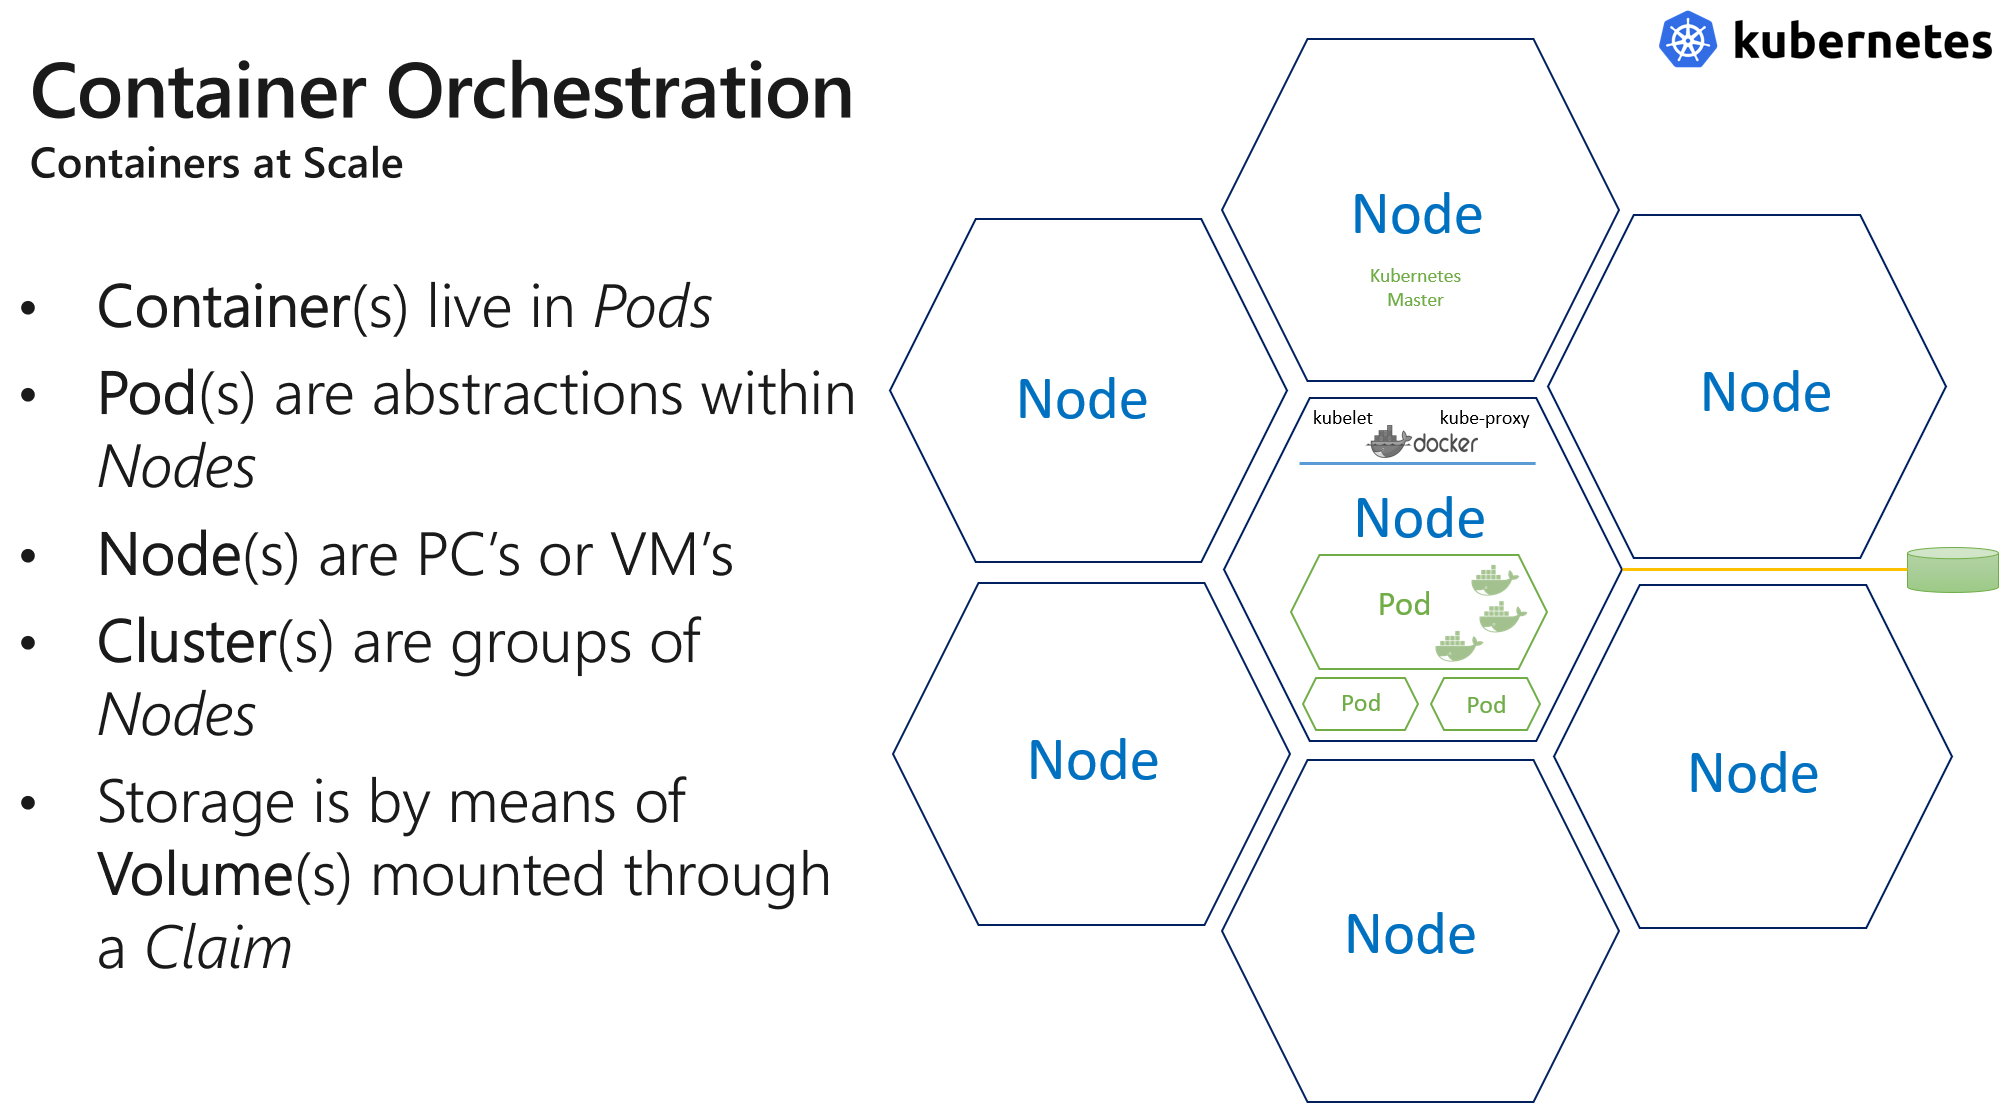 kubernetes
Container Orchestration
Containers at Scale
• Container(s) live in Pods
• Pod(s) are abstractions within
Nodes
• Node(s) are PC’s or VM’s
• Cluster(s) are groups of
Nodes
• Storage is by means of
Volume(s) mounted through
a Claim
Node
Kubernetes
Master
Node
Node
kubelet
kube-proxy
docker
Node
Pod
Pod
Pod
Node
Node
Node